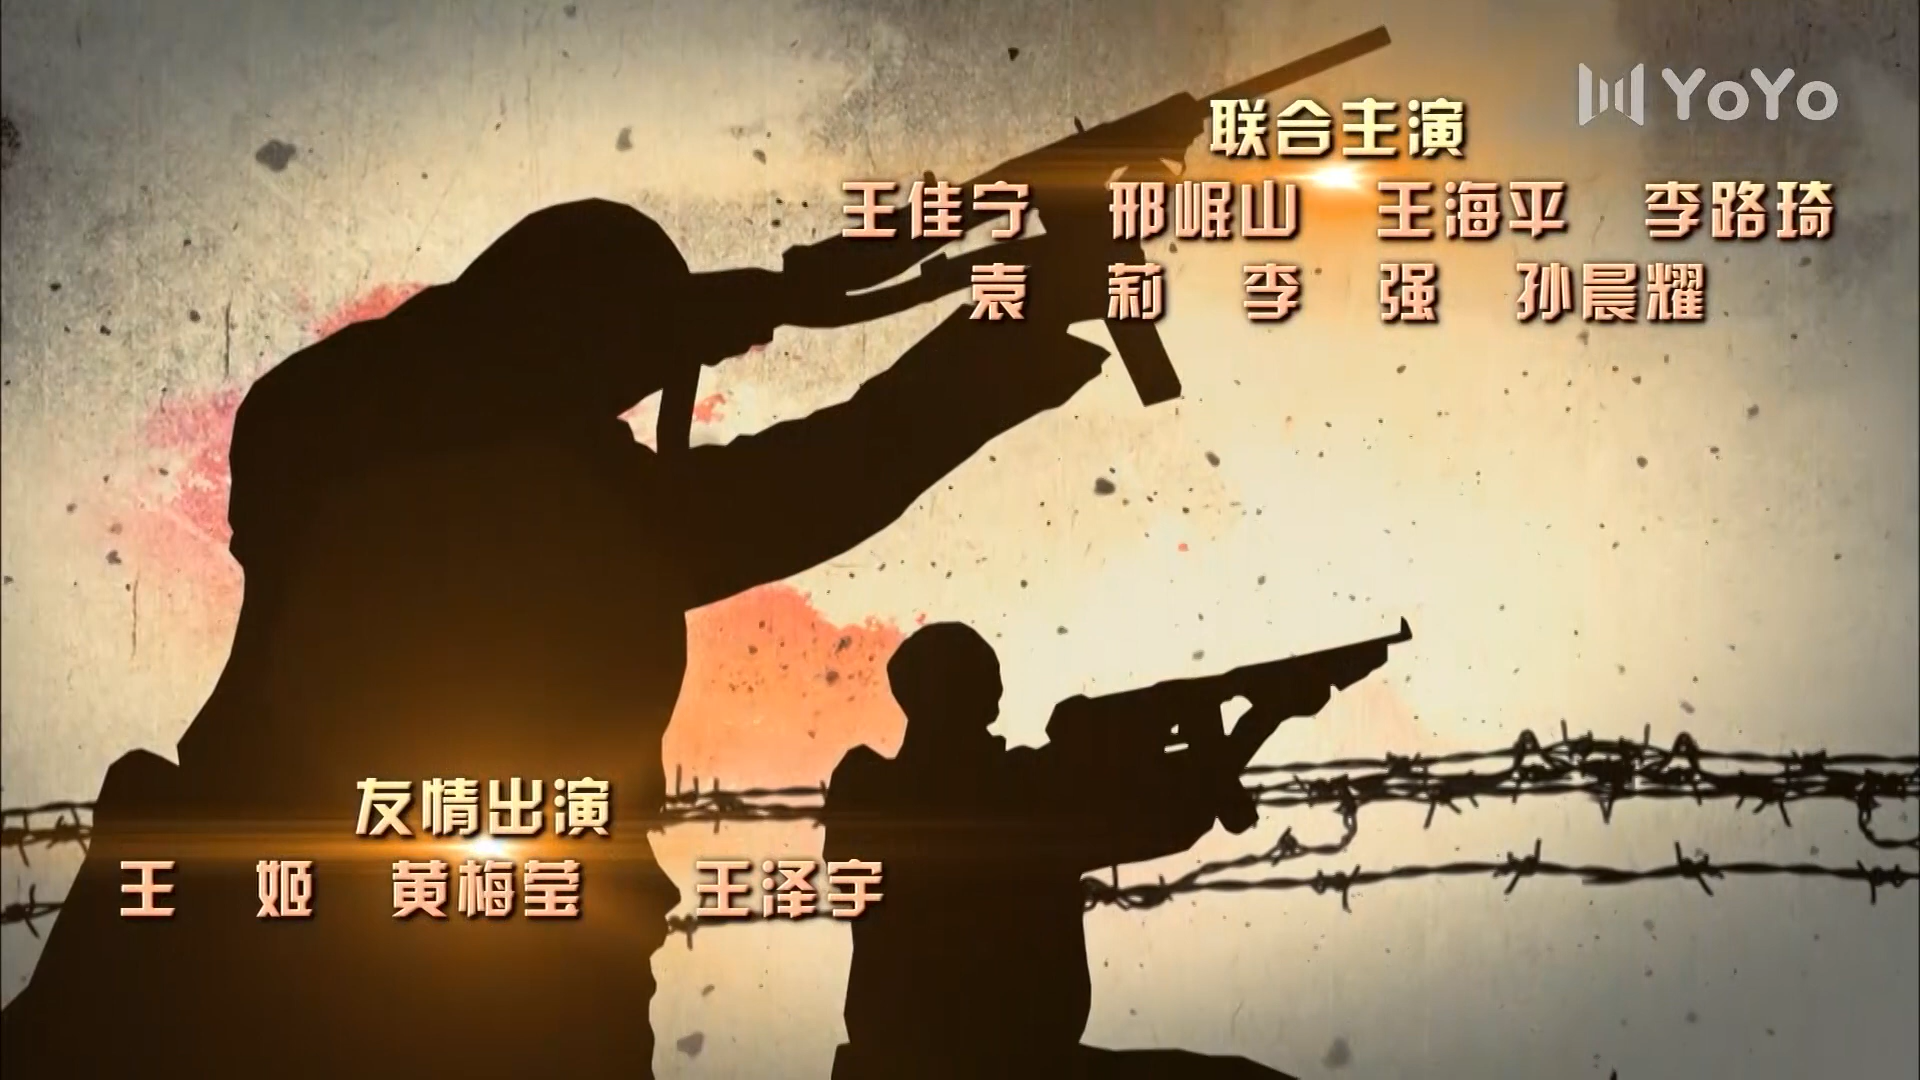 YoYo
联合主演
王佳宁 邢岷山 王海平 李路琦
袁莉 李强 孙晨耀
友情出演
王姬 黄梅莹 王泽宇